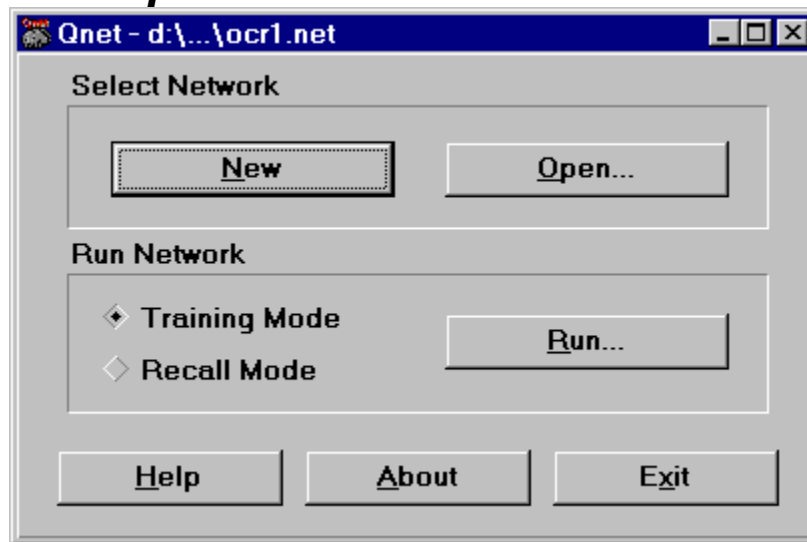 Qnet - d:\...\ocr1.net
Select Network
New Open...
Run Network
Training Mode
Run...
Recall Mode
Help About Exit